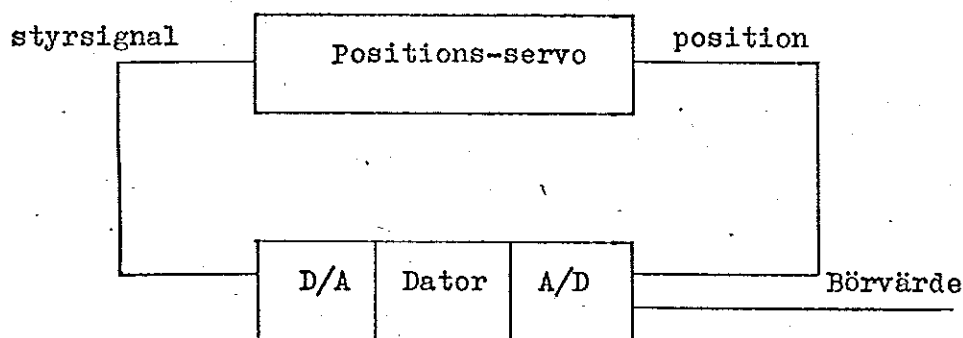 styrsignal
Positions-servo
position
D/A
Dator
A/D
Börvärde